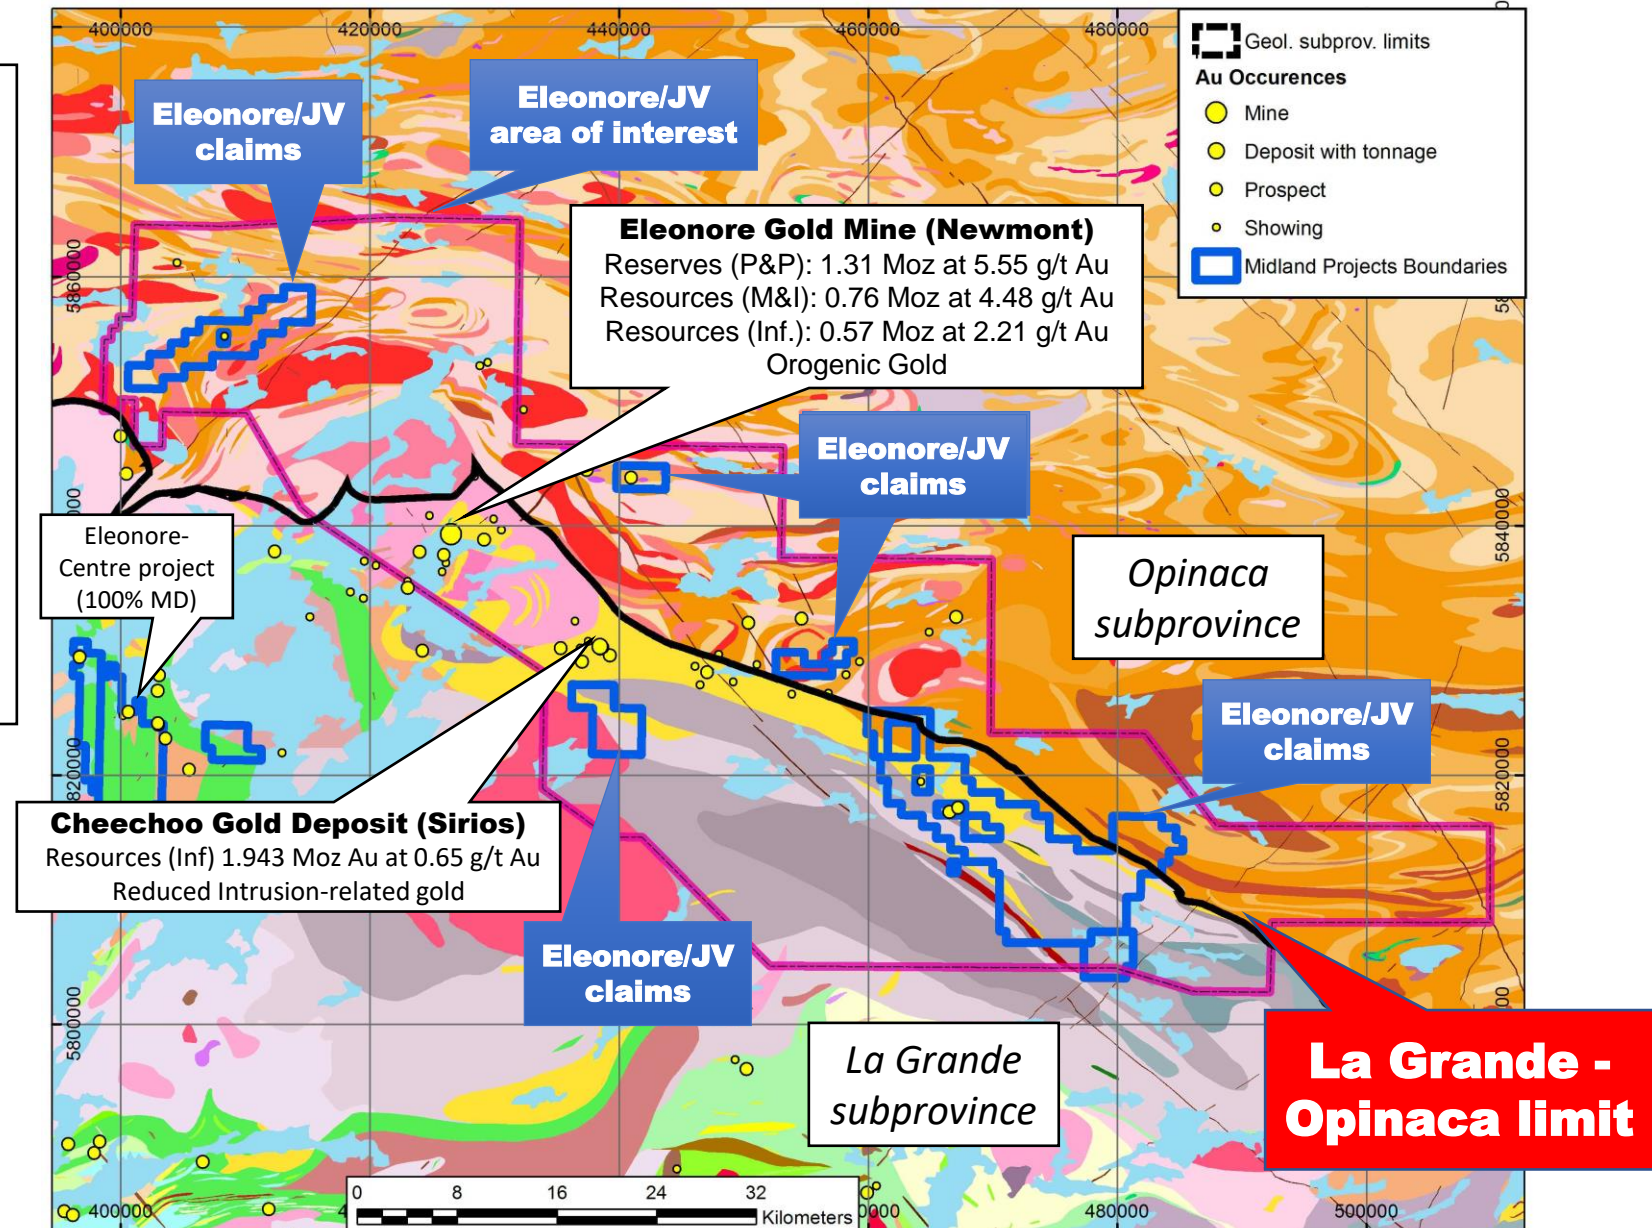 400000
420000
440000
460000
480000
Geol. subprov. limits
Au Occurences
Mine
Deposit with tonnage
Prospect
Showing
Midland Projects Boundaries
Eleonore/JV
claims
Eleonore/JV
area of interest
Eleonore Gold Mine (Newmont)
Reserves (P&P): 1.31 Moz at 5.55 g/t Au
Resources (M&I): 0.76 Moz at 4.48 g/t Au
Resources (Inf.): 0.57 Moz at 2.21 g/t Au
Orogenic Gold
5860000
Eleonore/JV
claims
5840000
Eleonore-
Centre project
(100% MD)
Opinaca
subprovince
Eleonore/JV
claims
5820000
5820000
Cheechoo Gold Deposit (Sirios)
Resources (Inf) 1.943 Moz Au at 0.65 g/t Au
Reduced Intrusion-related gold
Eleonore/JV
claims
5800000
La Grande
subprovince
La Grande -
Opinaca limit
0 8 16 24 32
Kilometers
400000
480000
500000